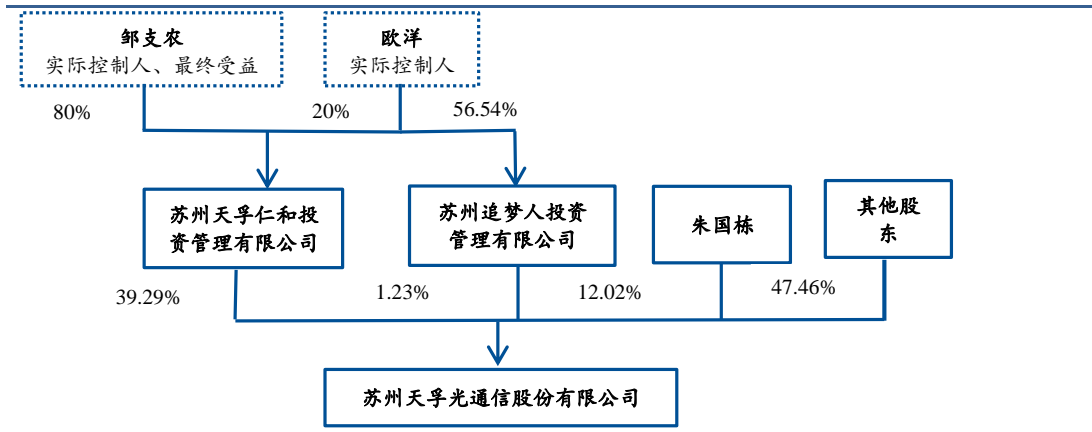 邹支农
实际控制人、最终受益
欧洋
实际控制人
80%
20%
56.54%
苏州天孚仁和投
资管理有限公司
苏州追梦人投资
管理有限公司
朱国栋
其他股
东
39.29%
1.23%
12.02%
47.46%
苏州天孚光通信股份有限公司